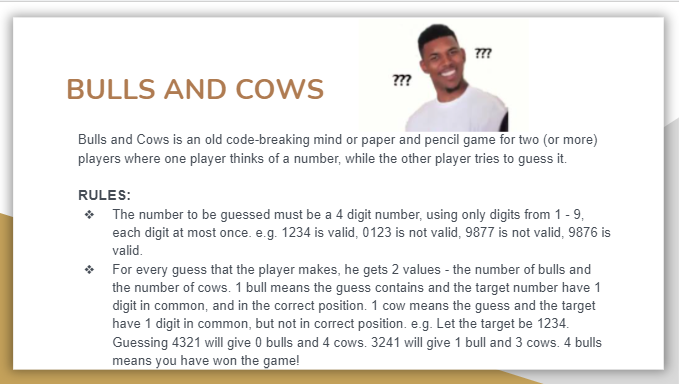 ???
???
BULLS AND COWS
Bulls and Cows is an old code-breaking mind or paper and pencil game for two (or more)
players where one player thinks of a number, while the other player tries to guess it.
RULES:
❖ The number to be guessed must be a 4 digit number, using only digits from 1 - 9,
each digit at most once. e.g. 1234 is valid, 0123 is not valid, 9877 is not valid, 9876 is
valid.
❖ For every guess that the player makes, he gets 2 values - the number of bulls and
the number of cows. 1 bull means the guess contains and the target number have 1
digit in common, and in the correct position. 1 cow means the guess and the target
have 1 digit in common, but not in correct position. e.g. Let the target be 1234.
Guessing 4321 will give 0 bulls and 4 cows. 3241 will give 1 bull and 3 cows. 4 bulls
means you have won the game!